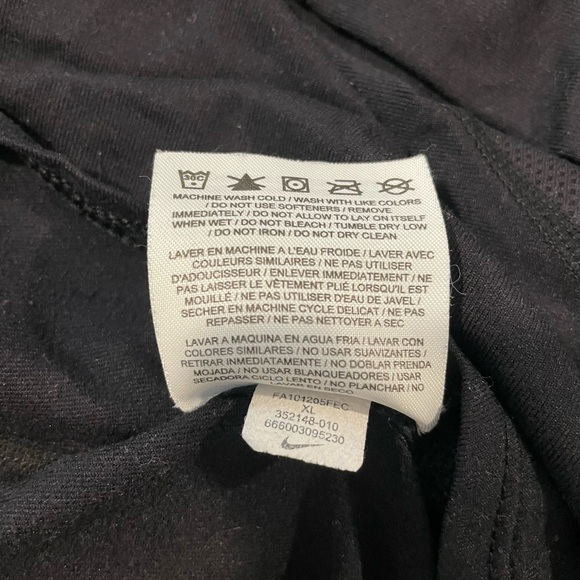 30C
MACHINE WASH COLD / WASH WITH LIKE COLORS
/ DO NOT USE SOFTENERS / REMOVE
IMMEDIATELY / DO NOT ALLOW TO LAY ON ITSELF
WHEN WET / DO NOT BLEACH / TUMBLE DRY LOW
/ DO NOT IRON / DO NOT DRY CLEAN
LAVER EN MACHINE A L'EAU FROIDE / LAVER AVEC
COULEURS SIMILAIRES / NE PAS UTILISER
D'ADOUCISSEUR / ENLEVER IMMEDIATEMENT / NE
PAS LAISSER LE VÊTEMENT PLIÉ LORSQU'IL EST
MOUILLÉ / NE PAS UTILISER D'EAU DE JAVEL /
SECHER EN MACHINE CYCLE DELICAT / NE PAS
REPASSER / NE PAS NETTOYER A SEC
LAVAR A MAQUINA EN AGUA FRIA / LAVAR CON
COLORES SIMILARES / NO USAR SUAVIZANTES /
RETIRAR INMEDIATAMENTE / NO DOBLAR PRENDA
MOJADA / NO USAR BLANQUEADORES / USAR
SECADORA CICLO LENTO / NO PLANCHAR / NO
LAVAR EN SECO
FA101205FEC
XL
352148-010
666003095230